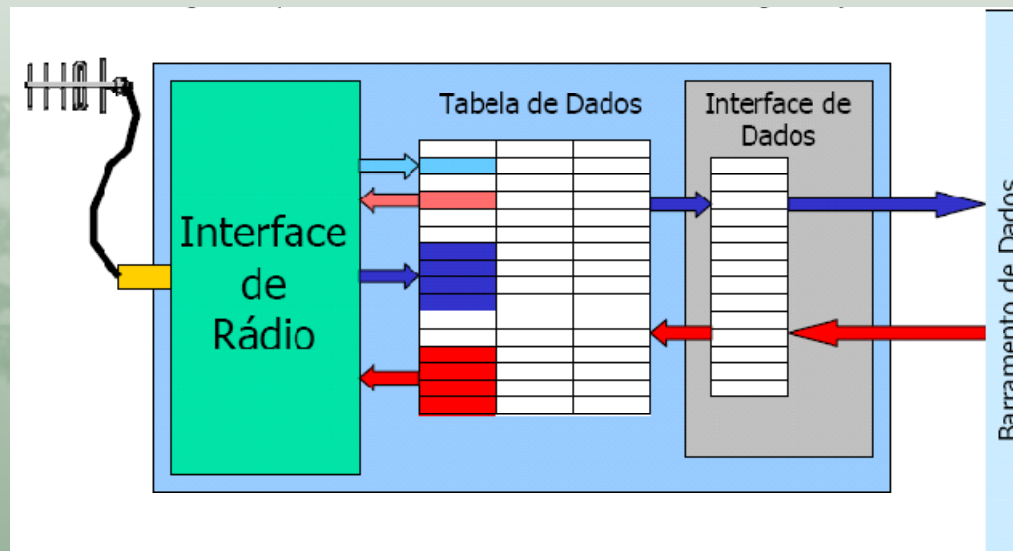 Interface
de
Rádio
Tabela de Dados
Interface de
Dados
Barramento de Dados